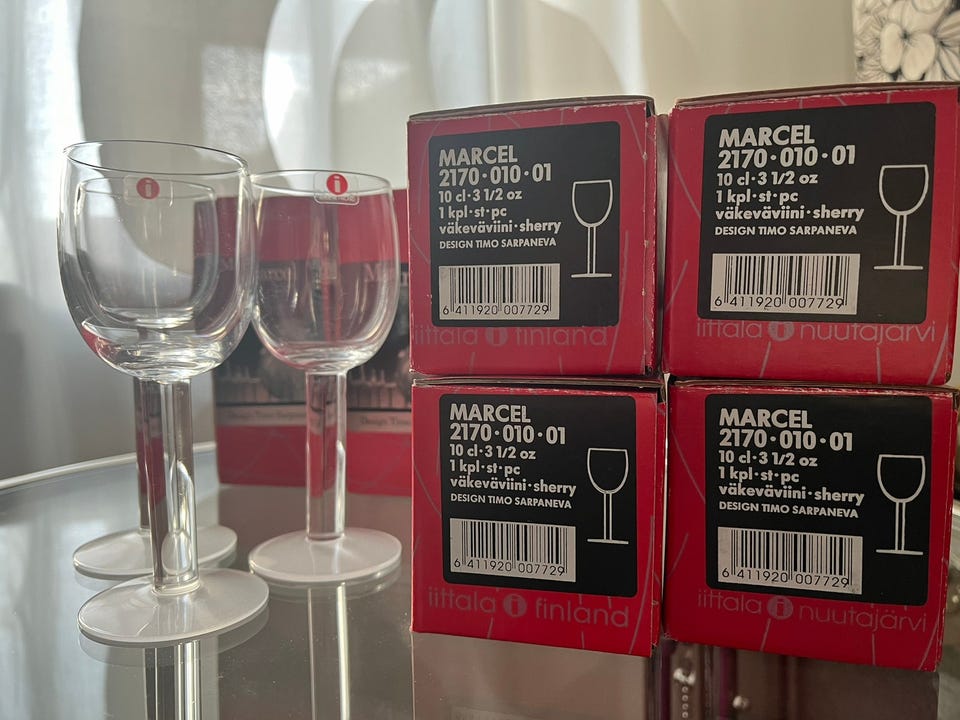 MARCEL
2170·010·01
10 cl·3 1/2 oz
1 kpl·st·pc
väkeväviini·sherry
DESIGN TIMO SARPANEVA
6 411920 007729
iittala i finland
MARCEL
2170·010·01
10 cl·3 1/2 oz
1 kpl·st·pc
väkeväviini·sherry
DESIGN TIMO SARPANEVA
6 411920 007729
iittala i nuutajärvi
MARCEL
2170·010·01
10 cl·3 1/2 oz
1 kpl·st·pc
väkeväviini·sherry
DESIGN TIMO SARPANEVA
6 411920 007729
iittala i finland
MARCEL
2170·010·01
10 cl·3 1/2 oz
1 kpl·st·pc
väkeväviini·sherry
DESIGN TIMO SARPANEVA
6 411920 007729
iittala i nuutajärvi
i
i
Design Timo